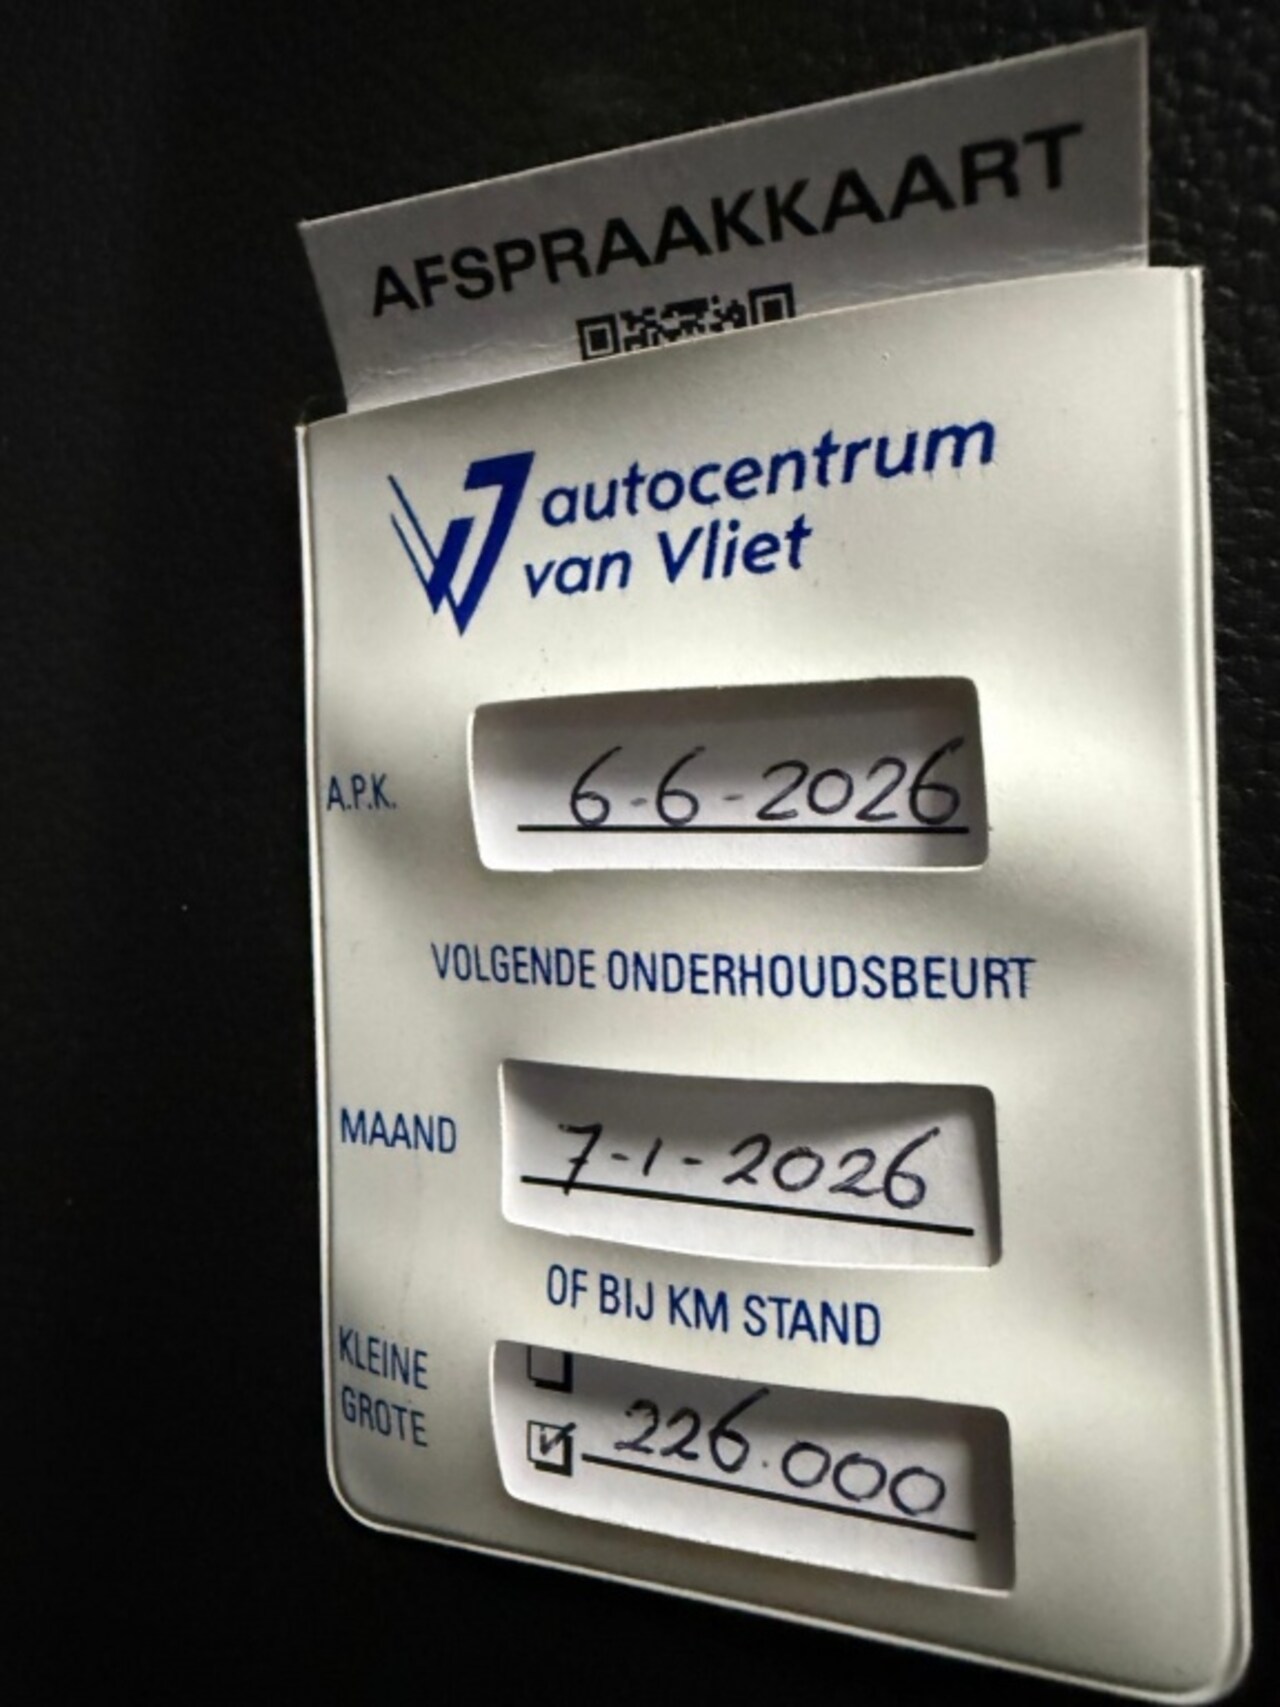 AFSPRAAKKAART
autocentrum
van Vliet
A.P.K. 6-6-2026
VOLGENDE ONDERHOUDSBEURT
MAAND 7-1-2026
OF BIJ KM STAND
KLEINE
GROTE 226.000